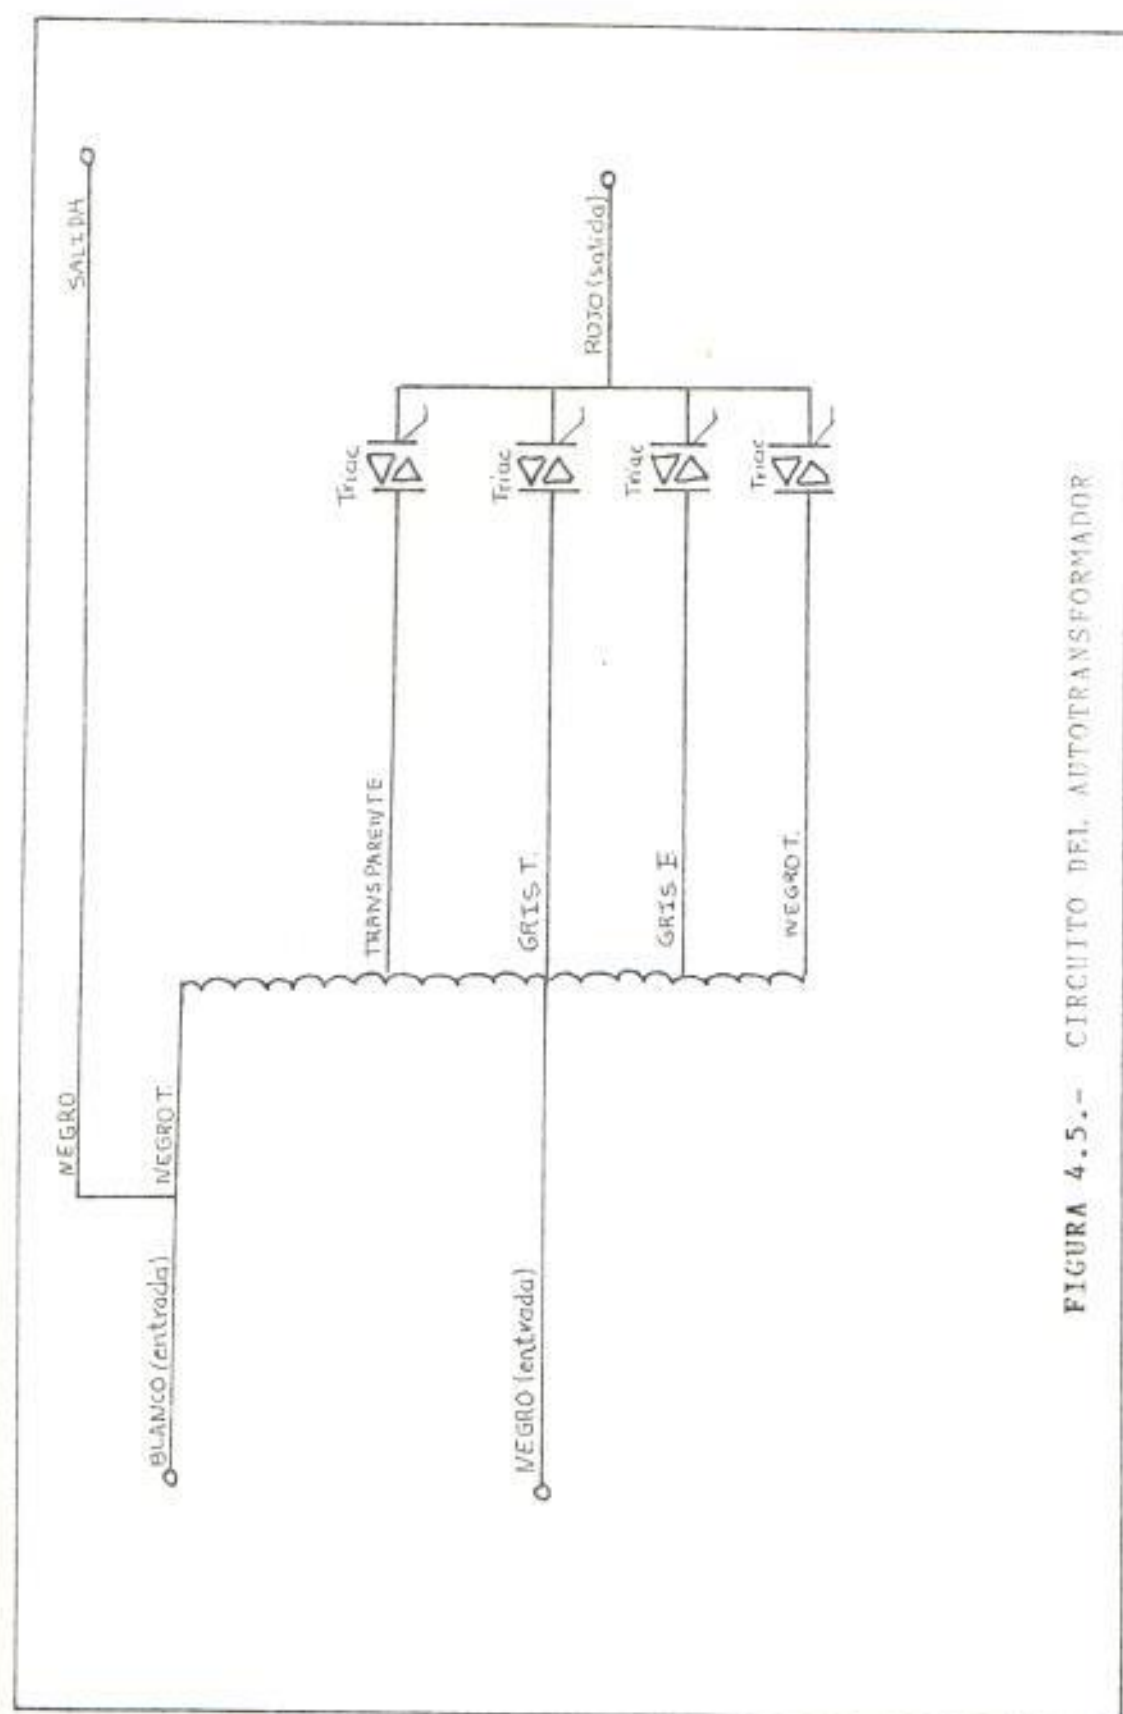 NEGRO
SALIDA
BLANCO (entrada)
NEGRO T.
TRANSPARENTE
Triac
GRIS T.
Triac
ROJO (salida)
NEGRO (entrada)
GRIS E
Triac
NEGRO T.
Triac
FIGURA 4.5.- CIRCUITO DEL AUTOTRANSFORMADOR